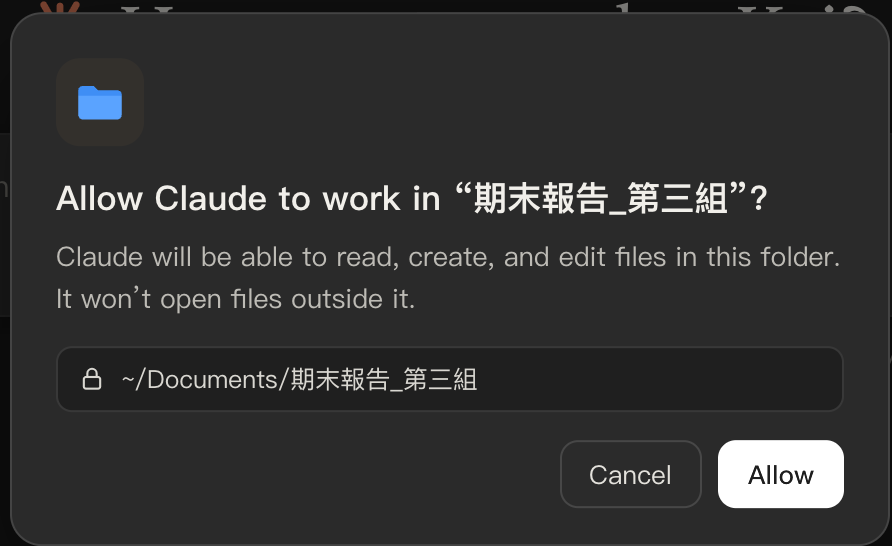 Allow Claude to work in “期末報告_第三組”?
Claude will be able to read, create, and edit files in this folder.
It won’t open files outside it.
~/Documents/期末報告_第三組
Cancel
Allow